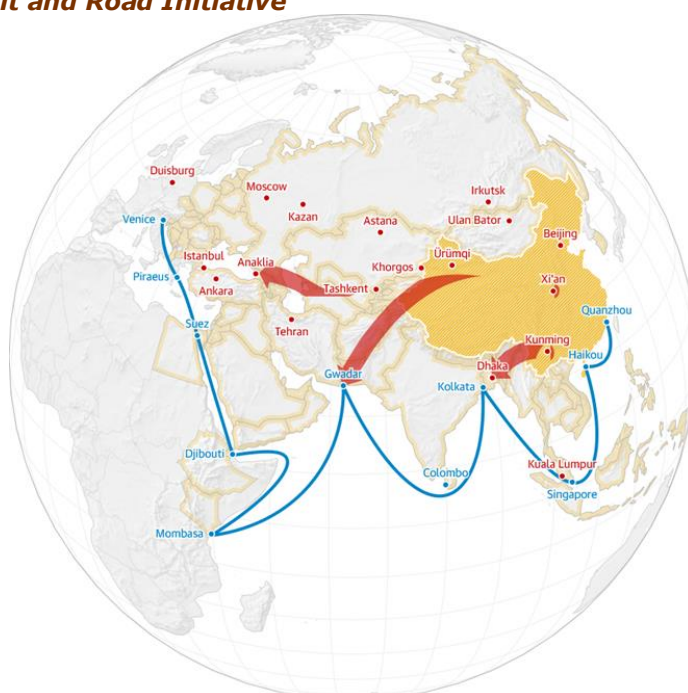 it and Road Initiative
Duisburg
Moscow
Irkutsk
Kazan
Venice
Astana
Ulan Bator
Beijing
Istanbul
Anaklia
Khorgos
Ürümqi
Piraeus
Ankara
Tashkent
Xi'an
Quanzhou
Suez
Tehran
Kunming
Haikou
Gwadar
Dhaka
Kolkata
Djibouti
Colombo
Kuala Lumpur
Singapore
Mombasa